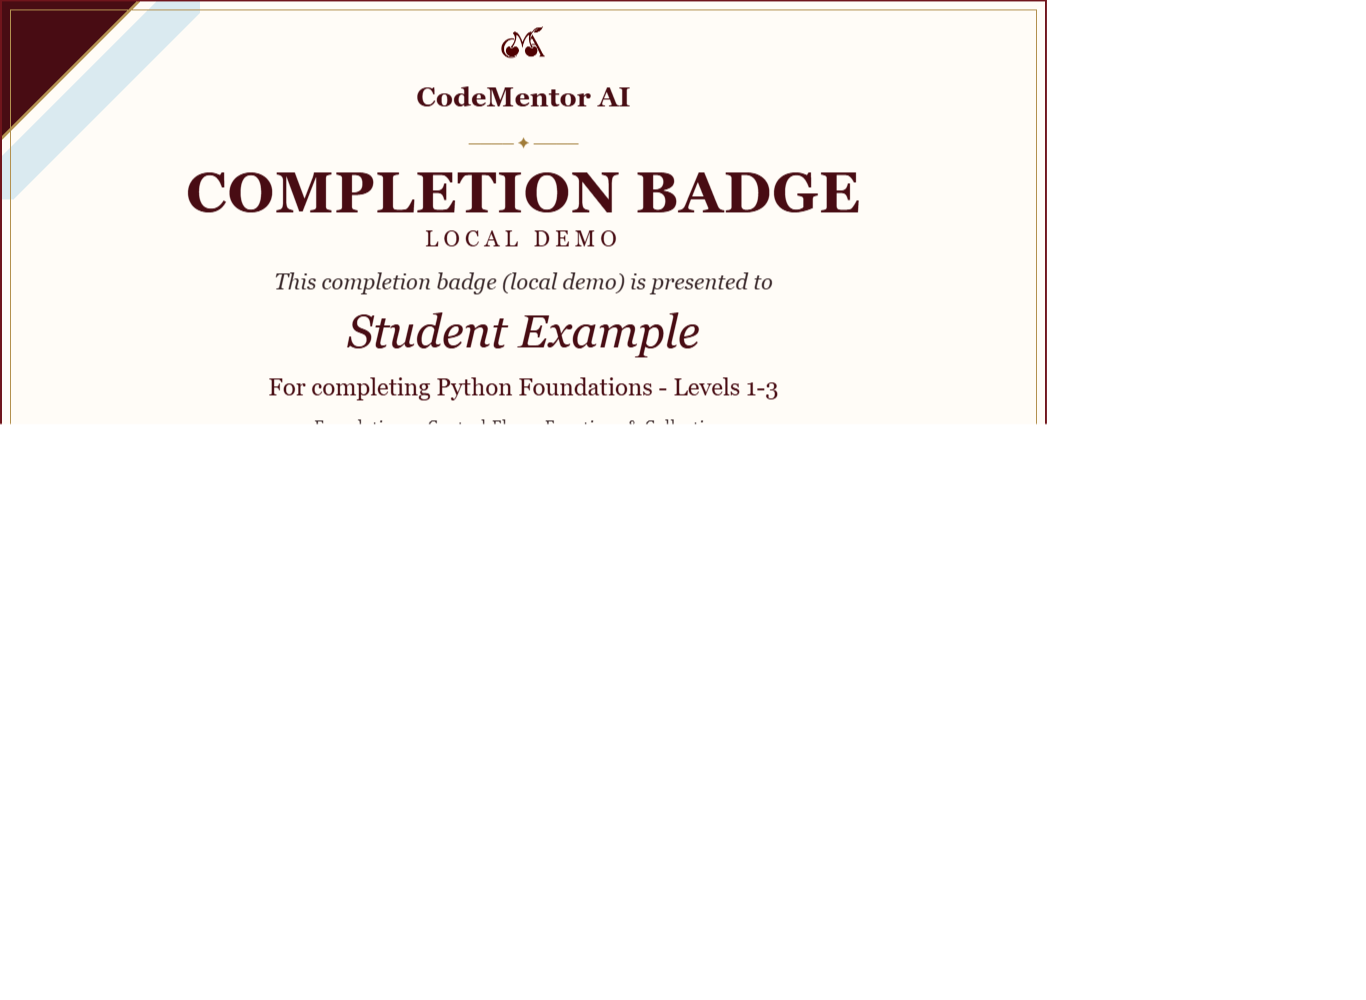 CodeMentor AI
COMPLETION BADGE
LOCAL DEMO
This completion badge (local demo) is presented to
Student Example
For completing Python Foundations - Levels 1-3